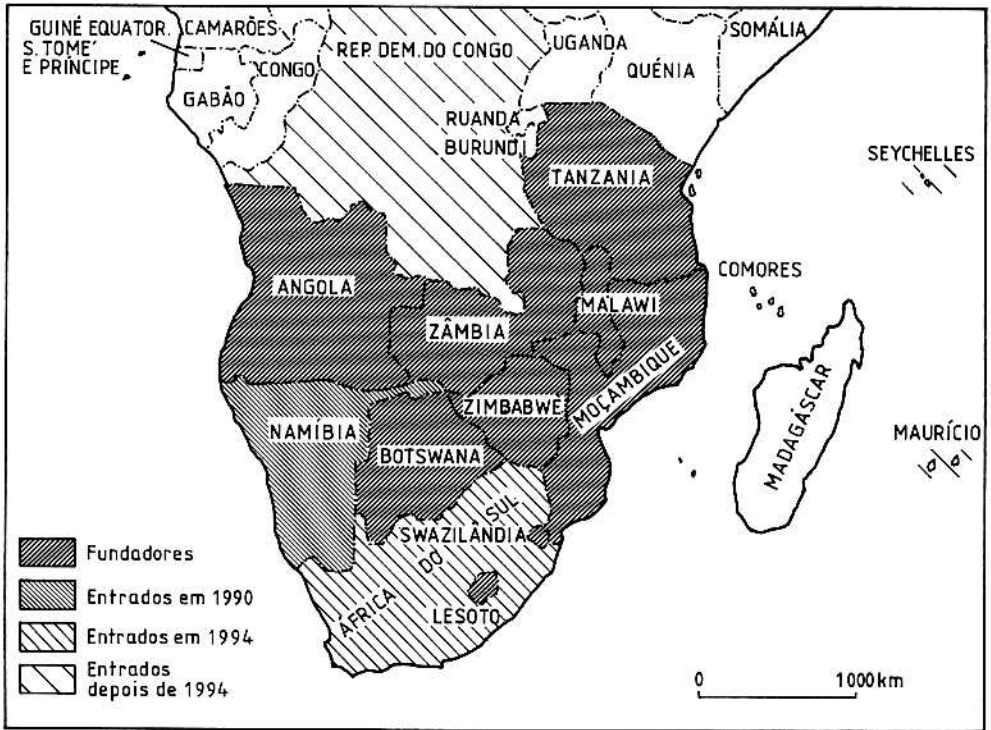 GUINÉ EQUATOR.
CAMARÕES
S. TOMÉ
E PRÍNCIPE
CONGO
GABÃO
REP. DEM. DO CONGO
UGANDA
SOMÁLIA
QUÉNIA
RUANDA
BURUNDI
TANZANIA
SEYCHELLES
ANGOLA
COMORES
MALAWI
ZÂMBIA
MOÇAMBIQUE
ZIMBABWÉ
NAMÍBIA
BOTSWANA
MADAGÁSCAR
MAURÍCIO
SWAZILÂNDIA
ÁFRICA DO SUL
LESOTO
Fundadores
Entrados em 1990
Entrados em 1994
Entrados
depois de 1994
0 1000 km